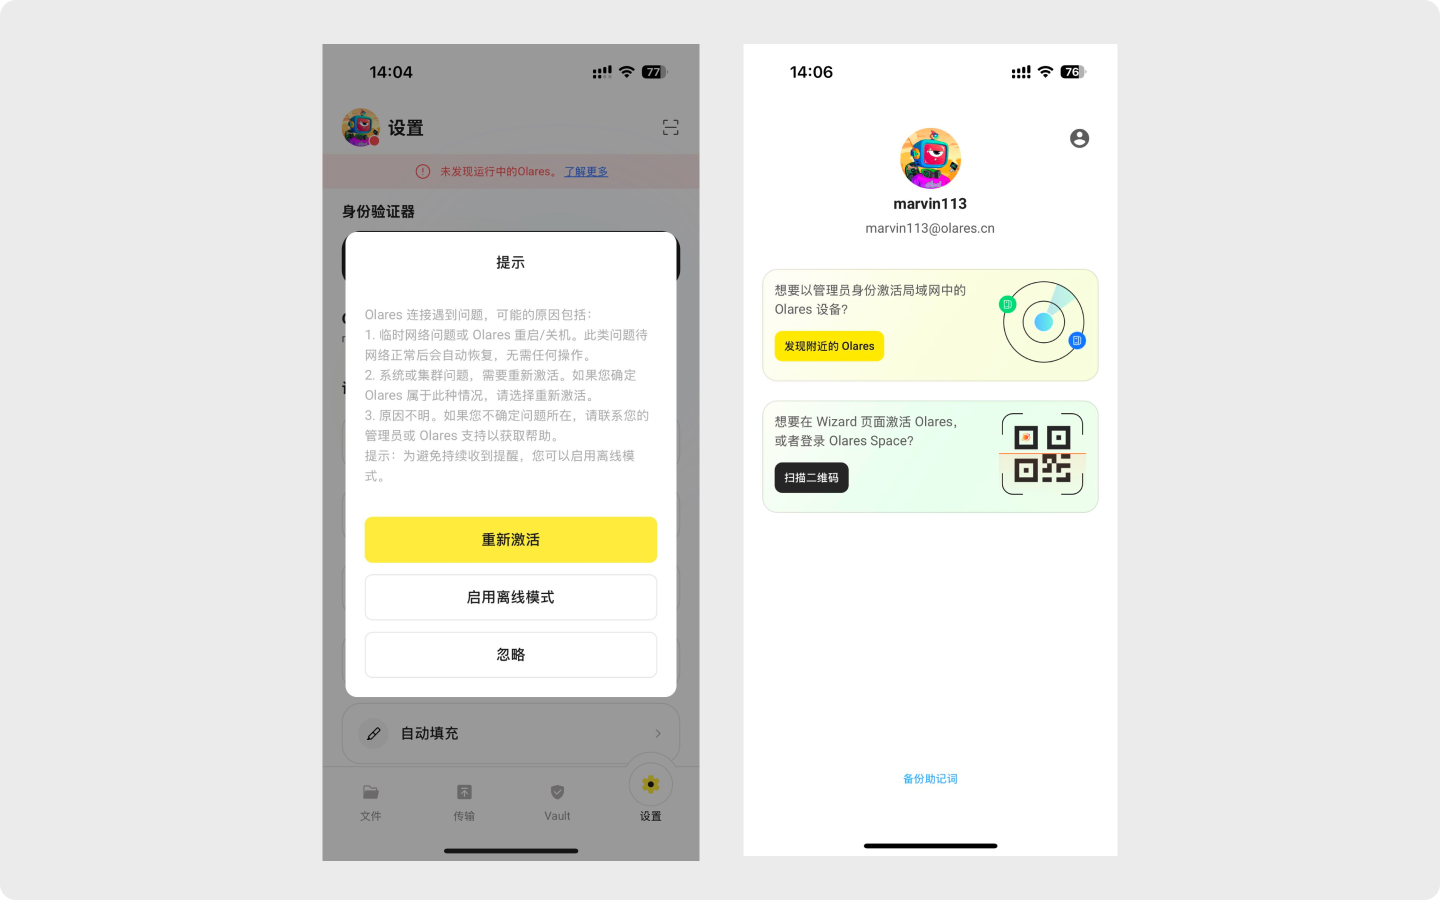 14:04
77
设置
未发现运行中的Olares。 了解更多
身份验证器
提示
Olares 连接遇到问题，可能的原因包括：
1. 临时网络问题或 Olares 重启/关机。此类问题待
网络正常后会自动恢复，无需任何操作。
2. 系统或集群问题，需要重新激活。如果您确定
Olares 属于此种情况，请选择重新激活。
3. 原因不明。如果您不确定问题所在，请联系您的
管理员或 Olares 支持以获取帮助。
提示：为避免持续收到提醒，您可以启用离线模
式。
重新激活
启用离线模式
忽略
自动填充
文件
传输
Vault
设置
14:06
76
marvin113
marvin113@olares.cn
想要以管理员身份激活局域网中的
Olares 设备?
发现附近的 Olares
想要在 Wizard 页面激活 Olares，
或者登录 Olares Space?
扫描二维码
备份助记词